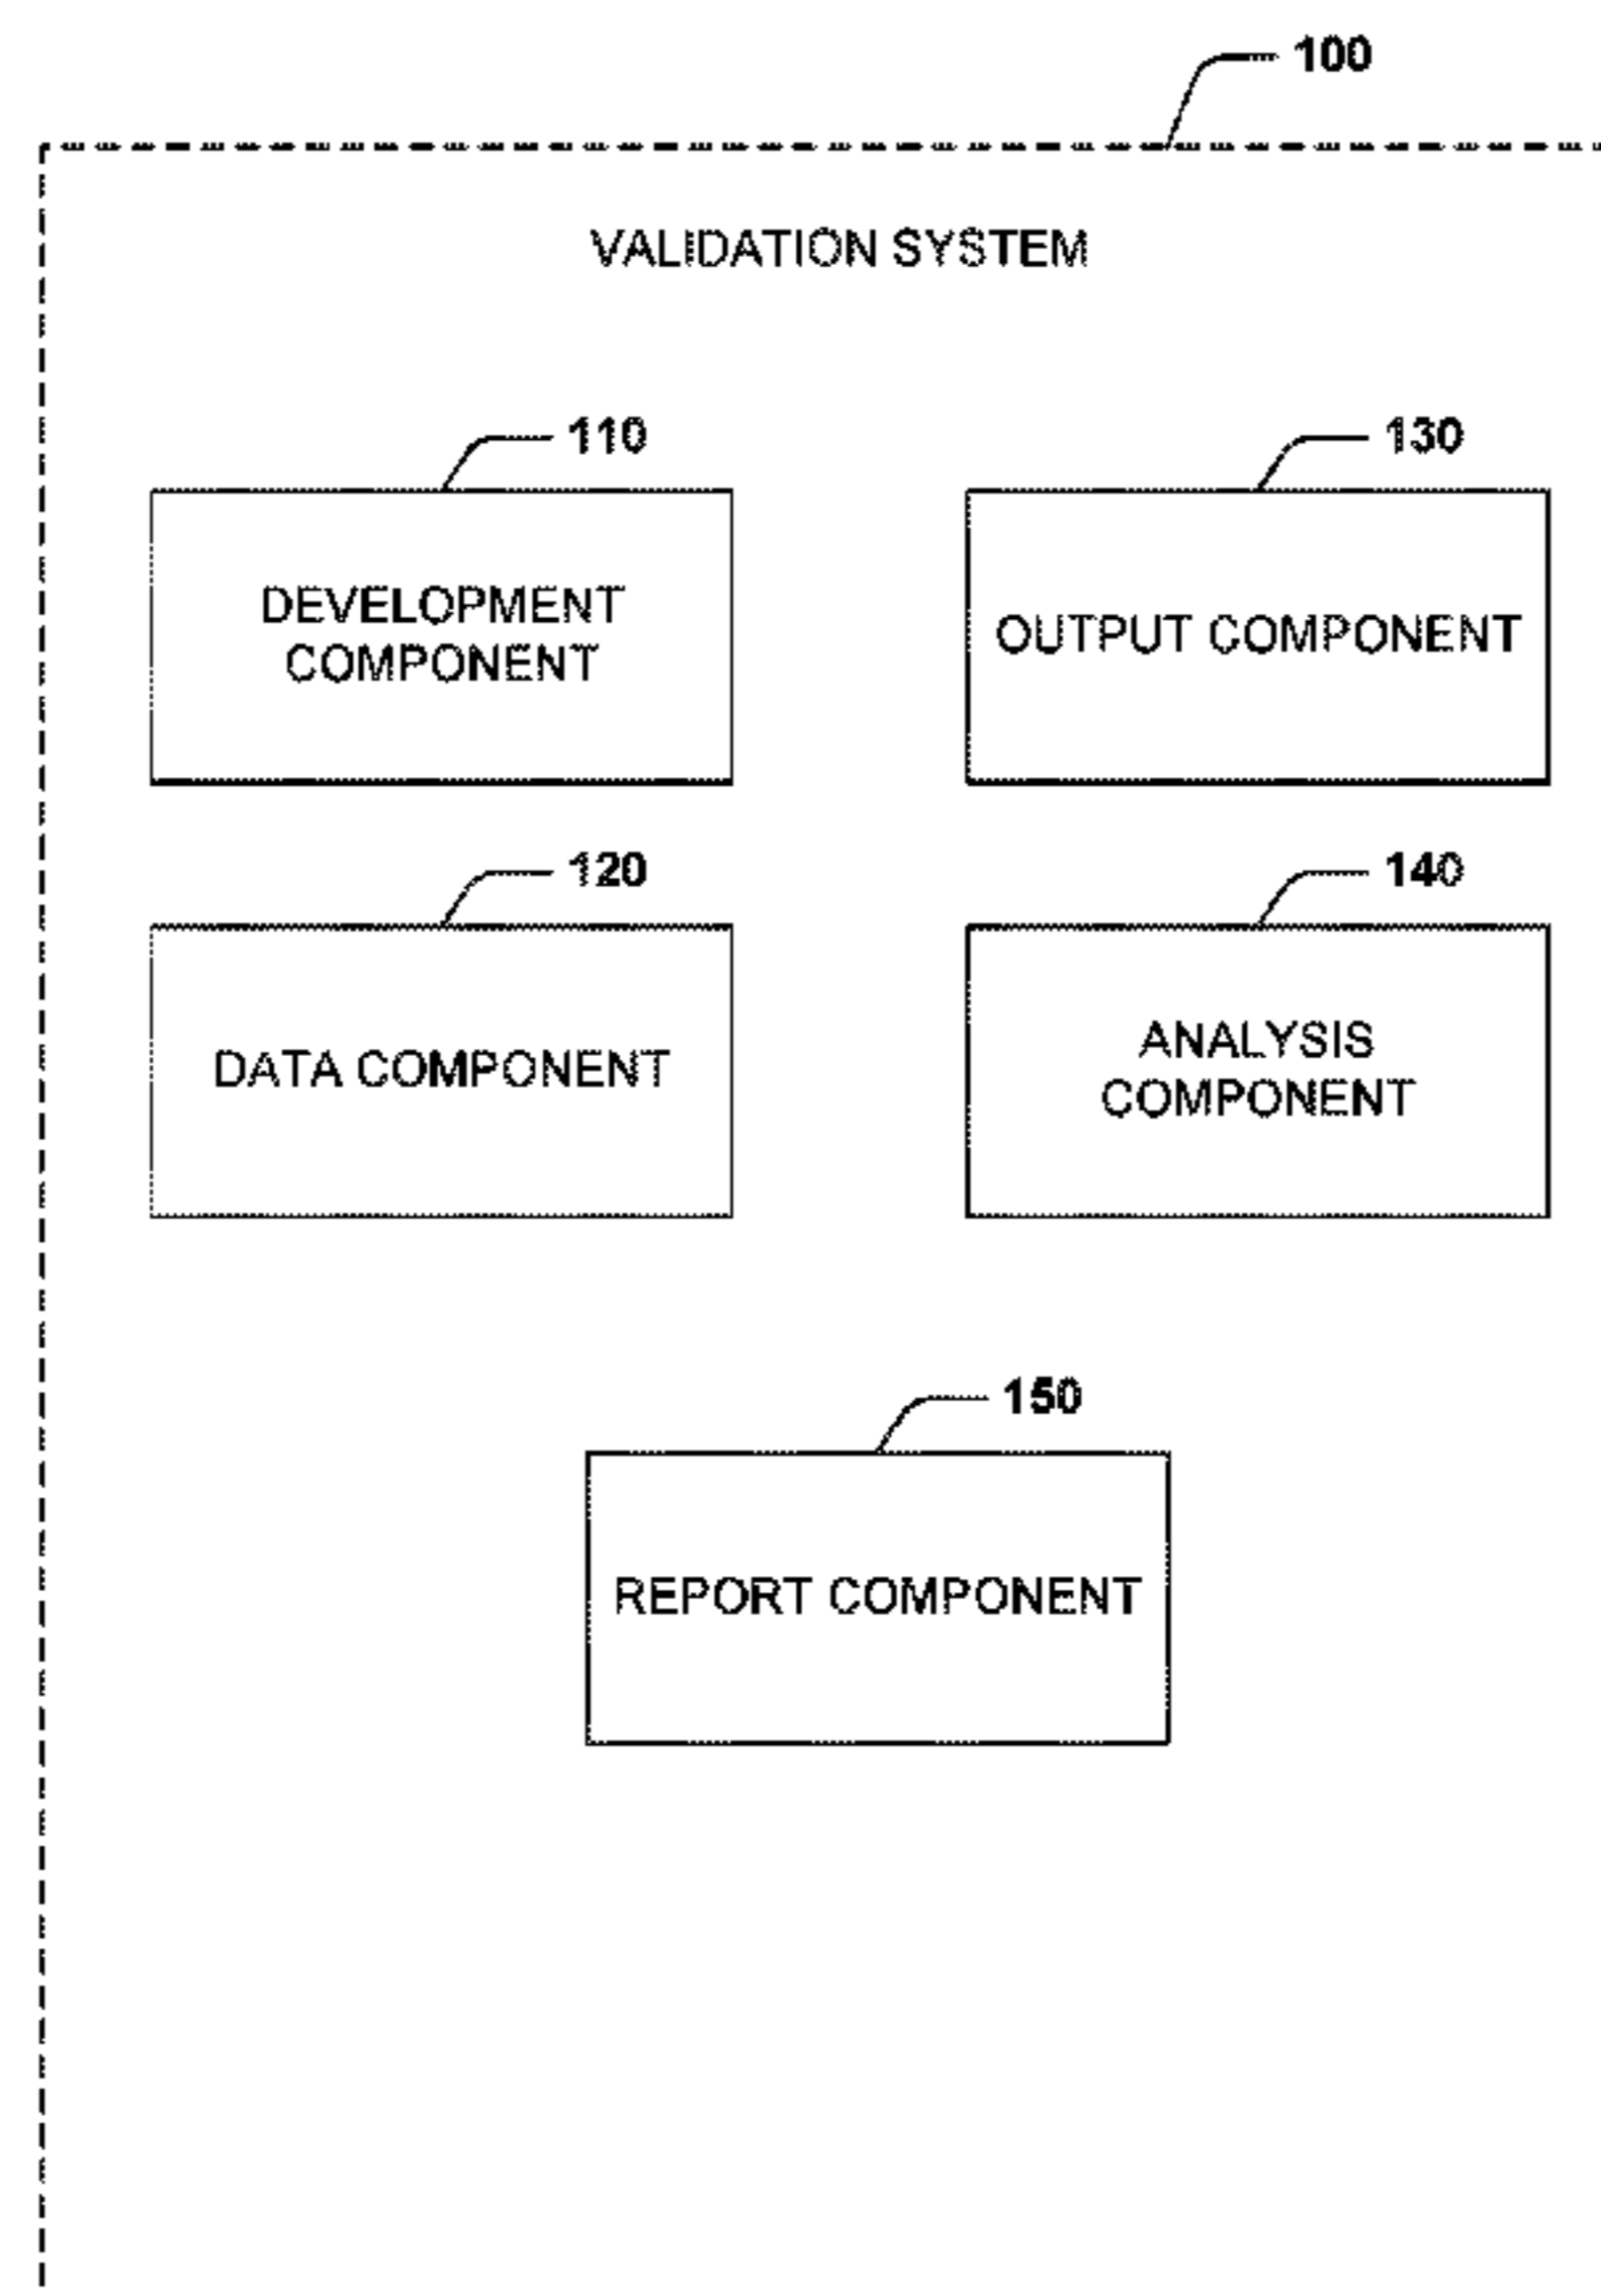 100
VALIDATION SYSTEM
110
DEVELOPMENT
COMPONENT
130
OUTPUT COMPONENT
120
DATA COMPONENT
140
ANALYSIS
COMPONENT
150
REPORT COMPONENT